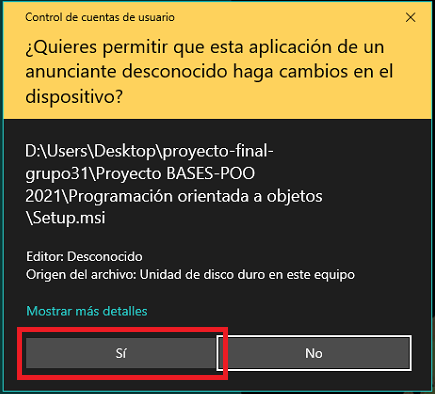 Control de cuentas de usuario
¿Quieres permitir que esta aplicación de un
anunciante desconocido haga cambios en el
dispositivo?
D:\Users\Desktop\proyecto-final-
grupo31\Proyecto BASES-POO
2021\Programación orientada a objetos
\Setup.msi
Editor: Desconocido
Origen del archivo: Unidad de disco duro en este equipo
Mostrar más detalles
Sí
No